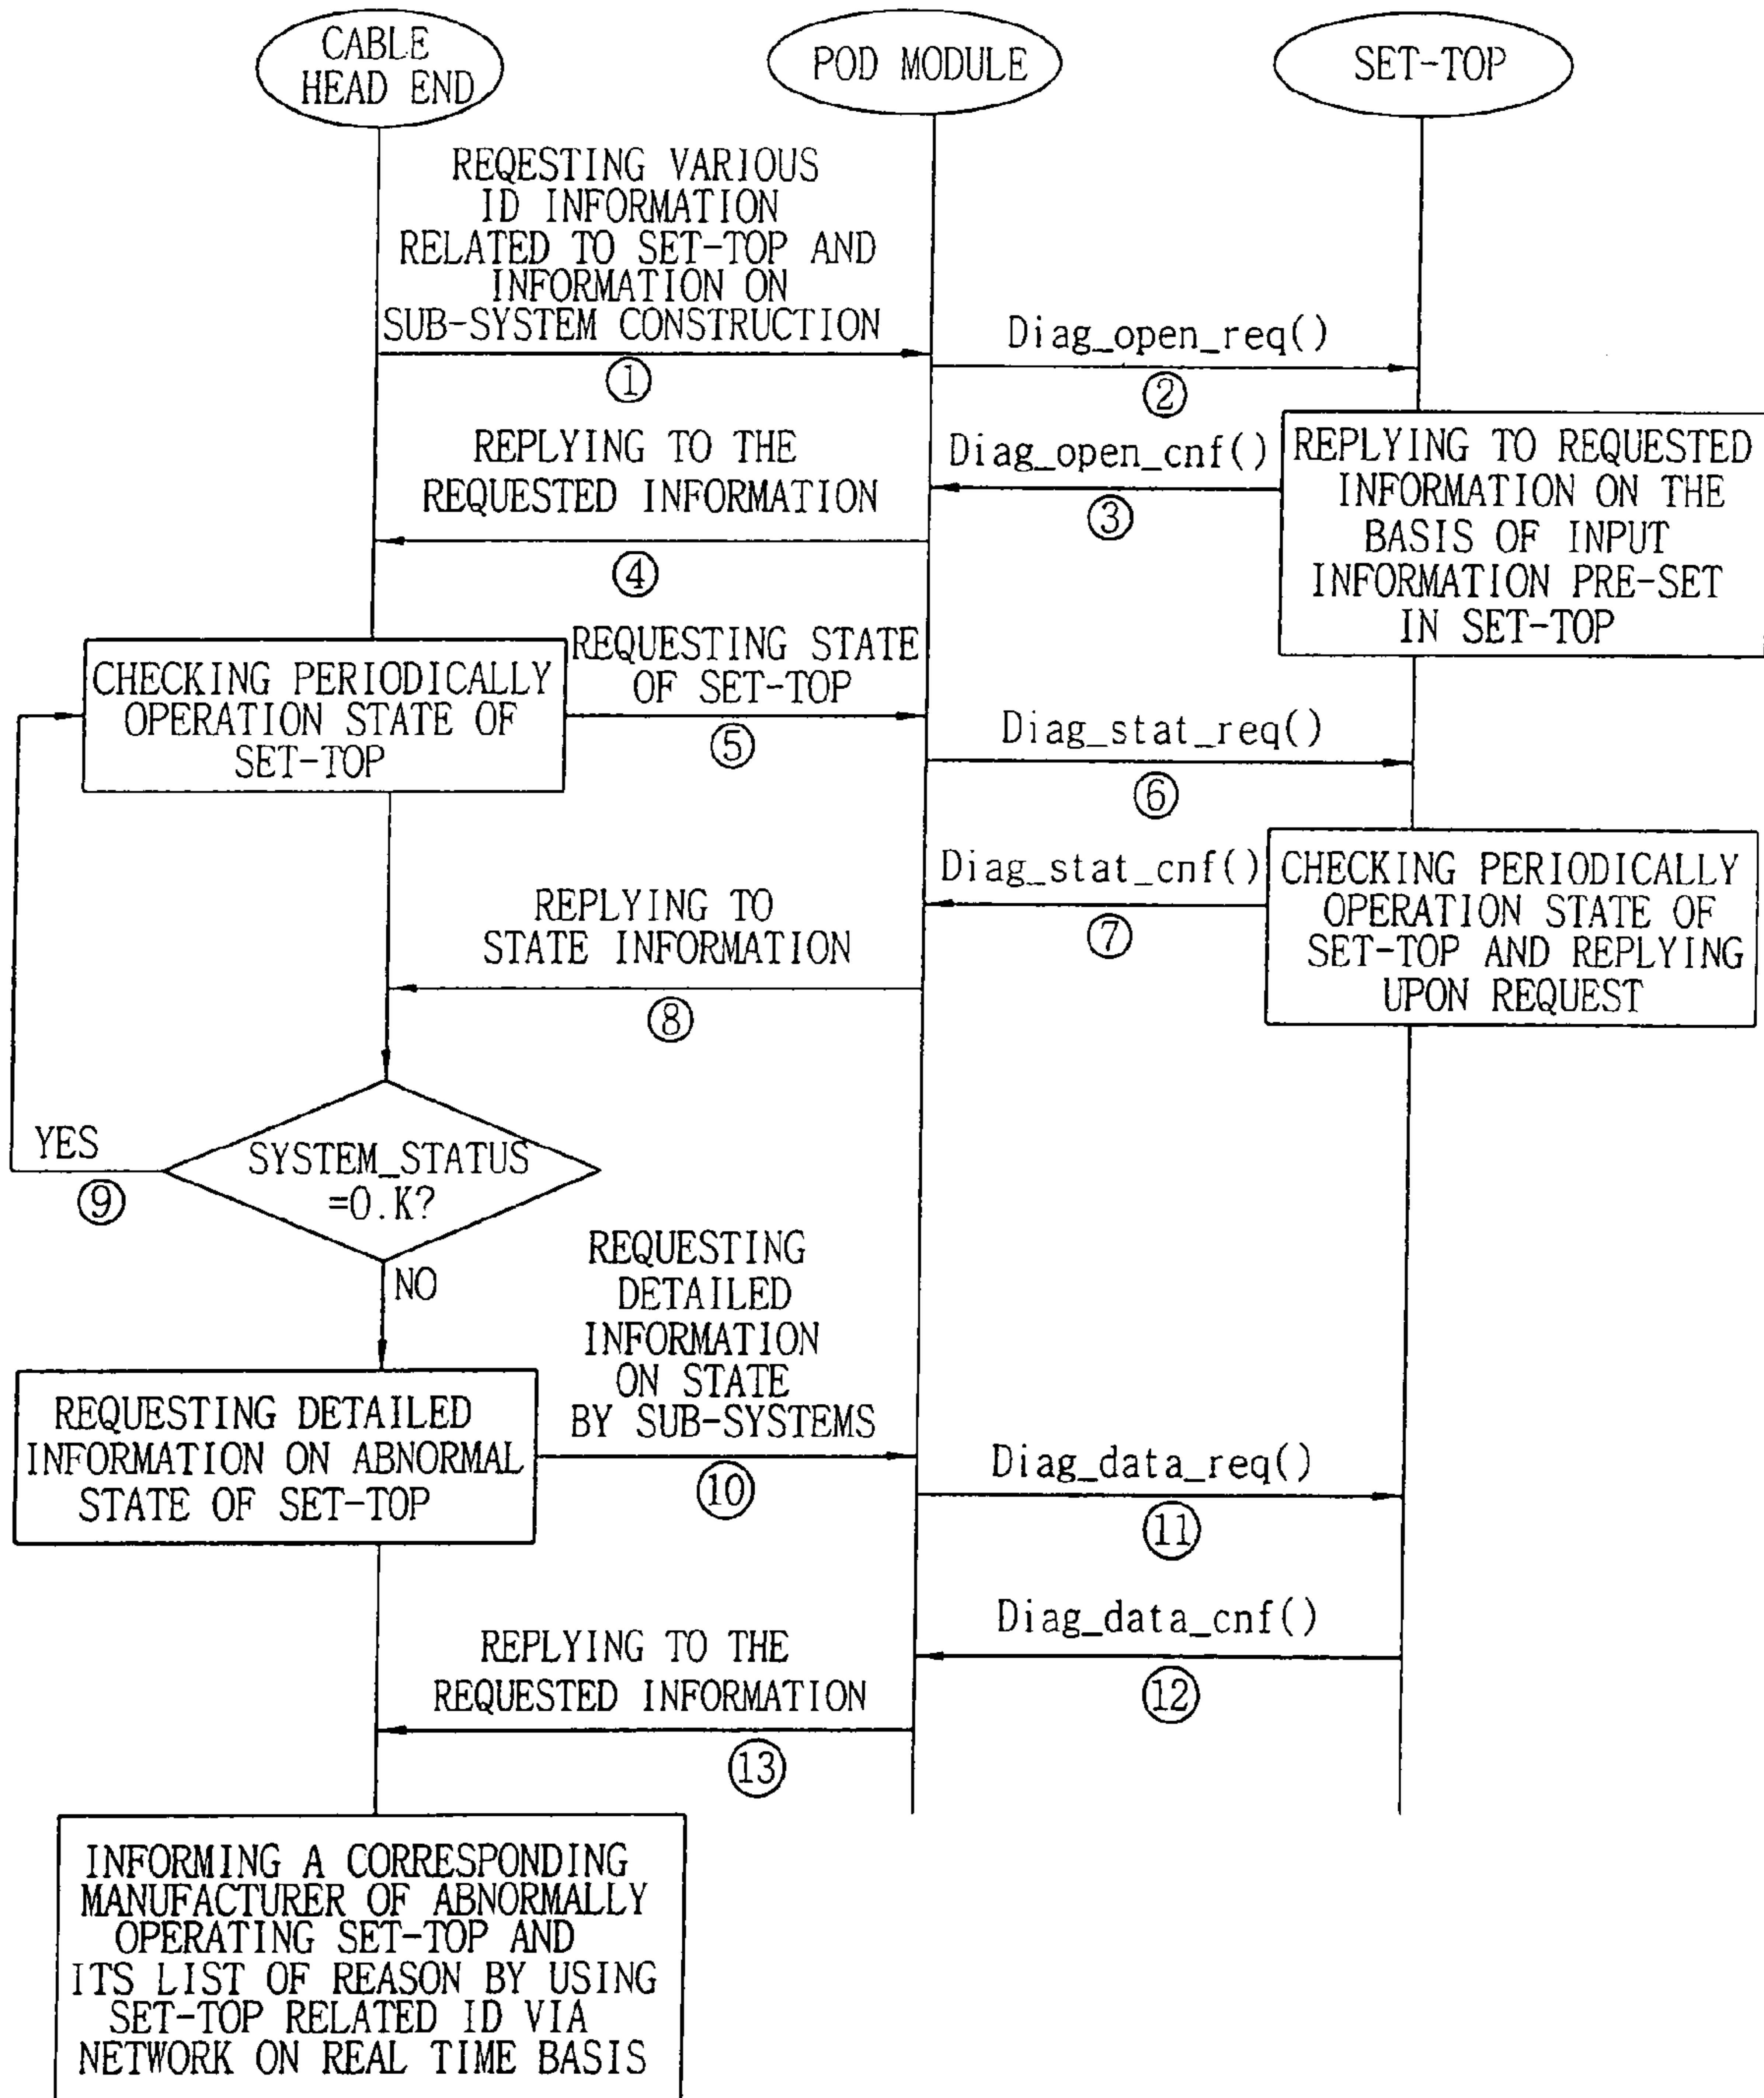 CABLE
HEAD END
POD MODULE
SET-TOP
REQESTING VARIOUS
ID INFORMATION
RELATED TO SET-TOP AND
INFORMATION ON
SUB-SYSTEM CONSTRUCTION
①
Diag_open_req()
②
REPLYING TO THE
REQUESTED INFORMATION
④
Diag_open_cnf()
③
REPLYING TO REQUESTED
INFORMATION ON THE
BASIS OF INPUT
INFORMATION PRE-SET
IN SET-TOP
CHECKING PERIODICALLY
OPERATION STATE OF
SET-TOP
REQUESTING STATE
OF SET-TOP
⑤
Diag_stat_req()
⑥
Diag_stat_cnf()
⑦
CHECKING PERIODICALLY
OPERATION STATE OF
SET-TOP AND REPLYING
UPON REQUEST
REPLYING TO
STATE INFORMATION
⑧
YES
⑨
SYSTEM_STATUS
=O.K?
NO
REQUESTING DETAILED
INFORMATION ON ABNORMAL
STATE OF SET-TOP
REQUESTING
DETAILED
INFORMATION
ON STATE
BY SUB-SYSTEMS
⑩
Diag_data_req()
⑪
Diag_data_cnf()
⑫
REPLYING TO THE
REQUESTED INFORMATION
⑬
INFORMING A CORRESPONDING
MANUFACTURER OF ABNORMALLY
OPERATING SET-TOP AND
ITS LIST OF REASON BY USING
SET-TOP RELATED ID VIA
NETWORK ON REAL TIME BASIS